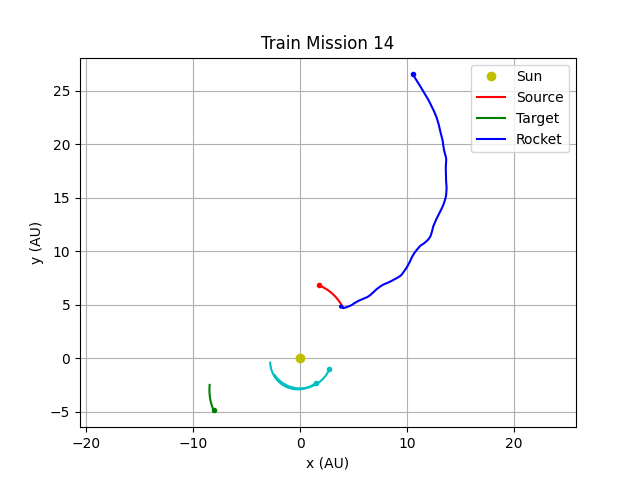 Train Mission 14
Sun
Source
Target
Rocket
25
20
15
10
5
0
−5
−20
−10
0
10
20
y (AU)
x (AU)